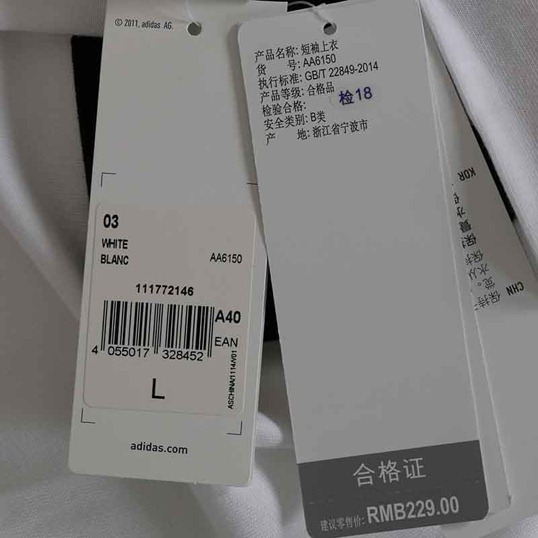 © 2011, adidas AG.
03
WHITE
BLANC
AA6150
111772146
A40
EAN
4 055017 328452
ASCHINA/1114/V01
L
adidas.com
产品名称: 短袖上衣
货 号: AA6150
执行标准: GB/T 22849-2014
产品等级: 合格品
检验合格: 检18
安全类别: B类
产 地: 浙江省宁波市
合格证
建议零售价: RMB229.00
KOR
CHN